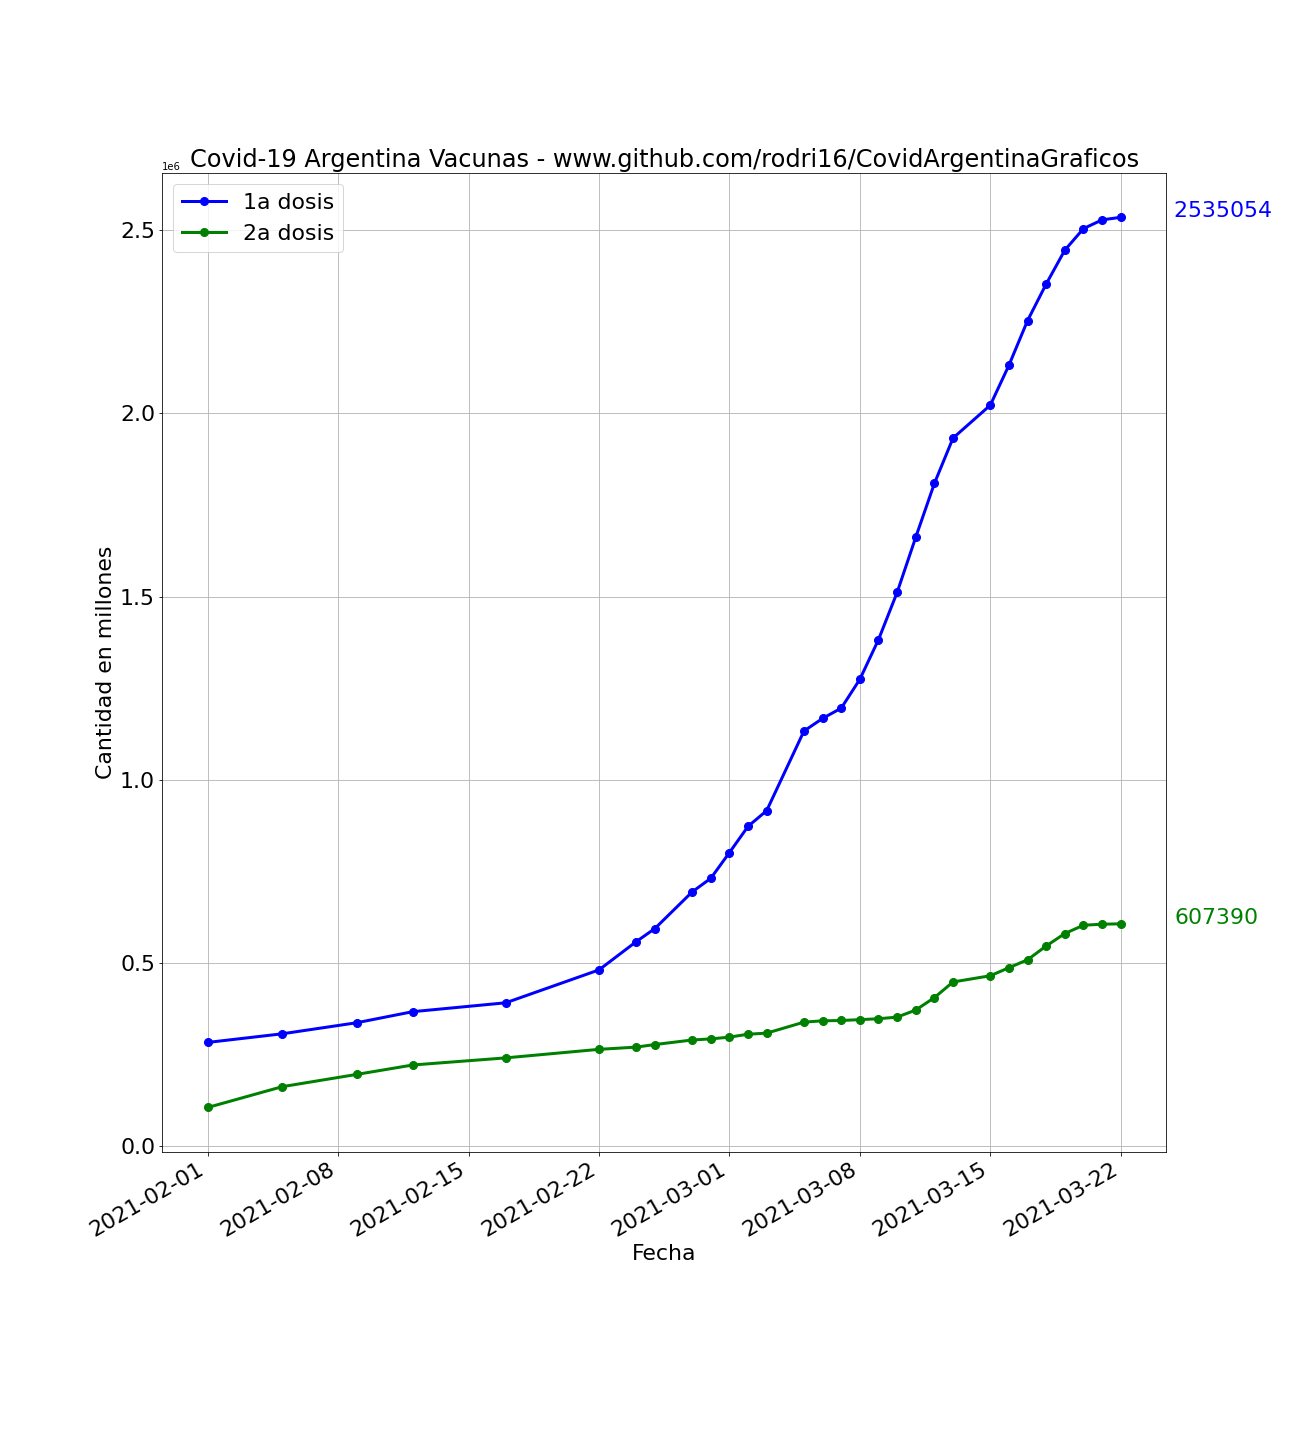 Covid-19 Argentina Vacunas - www.github.com/rodri16/CovidArgentinaGraficos
1e6
1a dosis
2a dosis
2535054
607390
2.5
2.0
1.5
1.0
0.5
0.0
Cantidad en millones
2021-02-01
2021-02-08
2021-02-15
2021-02-22
2021-03-01
2021-03-08
2021-03-15
2021-03-22
Fecha